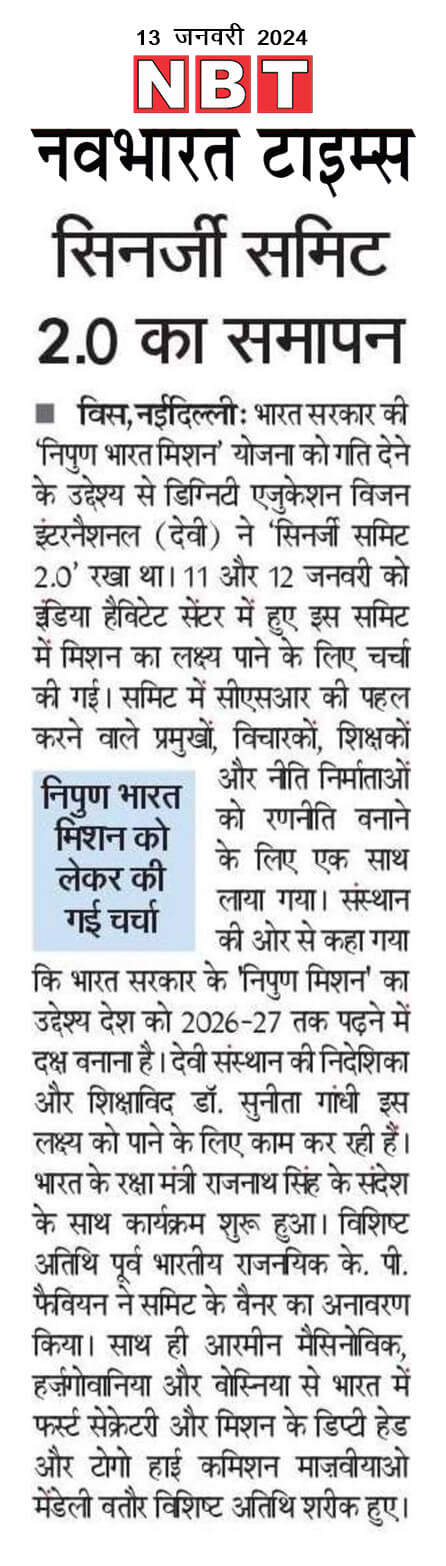 13 जनवरी 2024
NBT
नवभारत टाइम्स
सिनर्जी समिट
2.0 का समापन
■ विस, नईदिल्ली: भारत सरकार की
‘निपुण भारत मिशन’ योजना को गति देने
के उद्देश्य से डिग्निटी एजुकेशन विजन
इंटरनैशनल (देवी) ने ‘सिनर्जी समिट
2.0’ रखा था। 11 और 12 जनवरी को
इंडिया हैविटेट सेंटर में हुए इस समिट
में मिशन का लक्ष्य पाने के लिए चर्चा
की गई। समिट में सीएसआर की पहल
करने वाले प्रमुखों, विचारकों, शिक्षकों
और नीति निर्माताओं
को रणनीति वनाने
के लिए एक साथ
लाया गया। संस्थान
की ओर से कहा गया
निपुण भारत
मिशन को
लेकर की
गई चर्चा
कि भारत सरकार के 'निपुण मिशन' का
उद्देश्य देश को 2026-27 तक पढ़ने में
दक्ष वनाना है। देवी संस्थान की निदेशिका
और शिक्षाविद डॉ. सुनीता गांधी इस
लक्ष्य को पाने के लिए काम कर रही हैं।
भारत के रक्षा मंत्री राजनाथ सिंह के संदेश
के साथ कार्यक्रम शुरू हुआ। विशिष्ट
अतिथि पूर्व भारतीय राजनयिक के. पी.
फैवियन ने समिट के वैनर का अनावरण
किया। साथ ही आरमीन मैसिनोविक,
हर्ज़गोवानिया और वोस्निया से भारत में
फर्स्ट सेक्रेटरी और मिशन के डिप्टी हेड
और टोगो हाई कमिशन माज़वीयाओ
मेंडेली वतौर विशिष्ट अतिथि शरीक हुए।